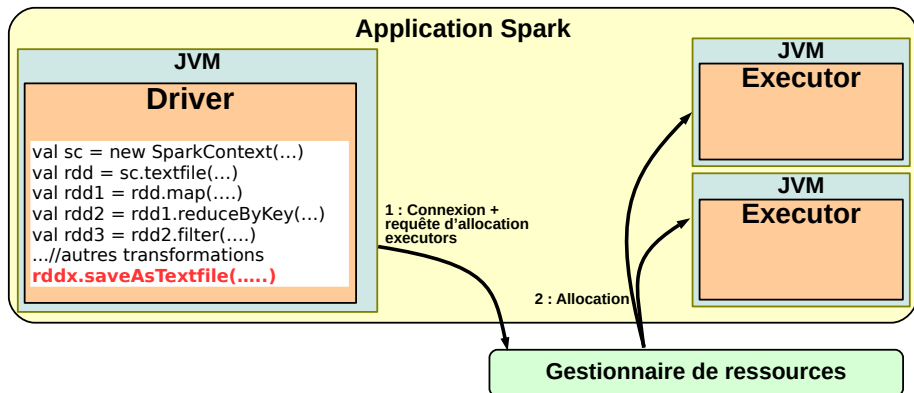 Application Spark
JVM
Driver
val sc = new SparkContext(…)
val rdd = sc.textfile(…)
val rdd1 = rdd.map(….)
val rdd2 = rdd1.reduceByKey(…)
val rdd3 = rdd2.filter(….)
…//autres transformations
rddx.saveAsTextfile(…..)
1 : Connexion +
requête d’allocation
executors
2 : Allocation
JVM
Executor
JVM
Executor
Gestionnaire de ressources